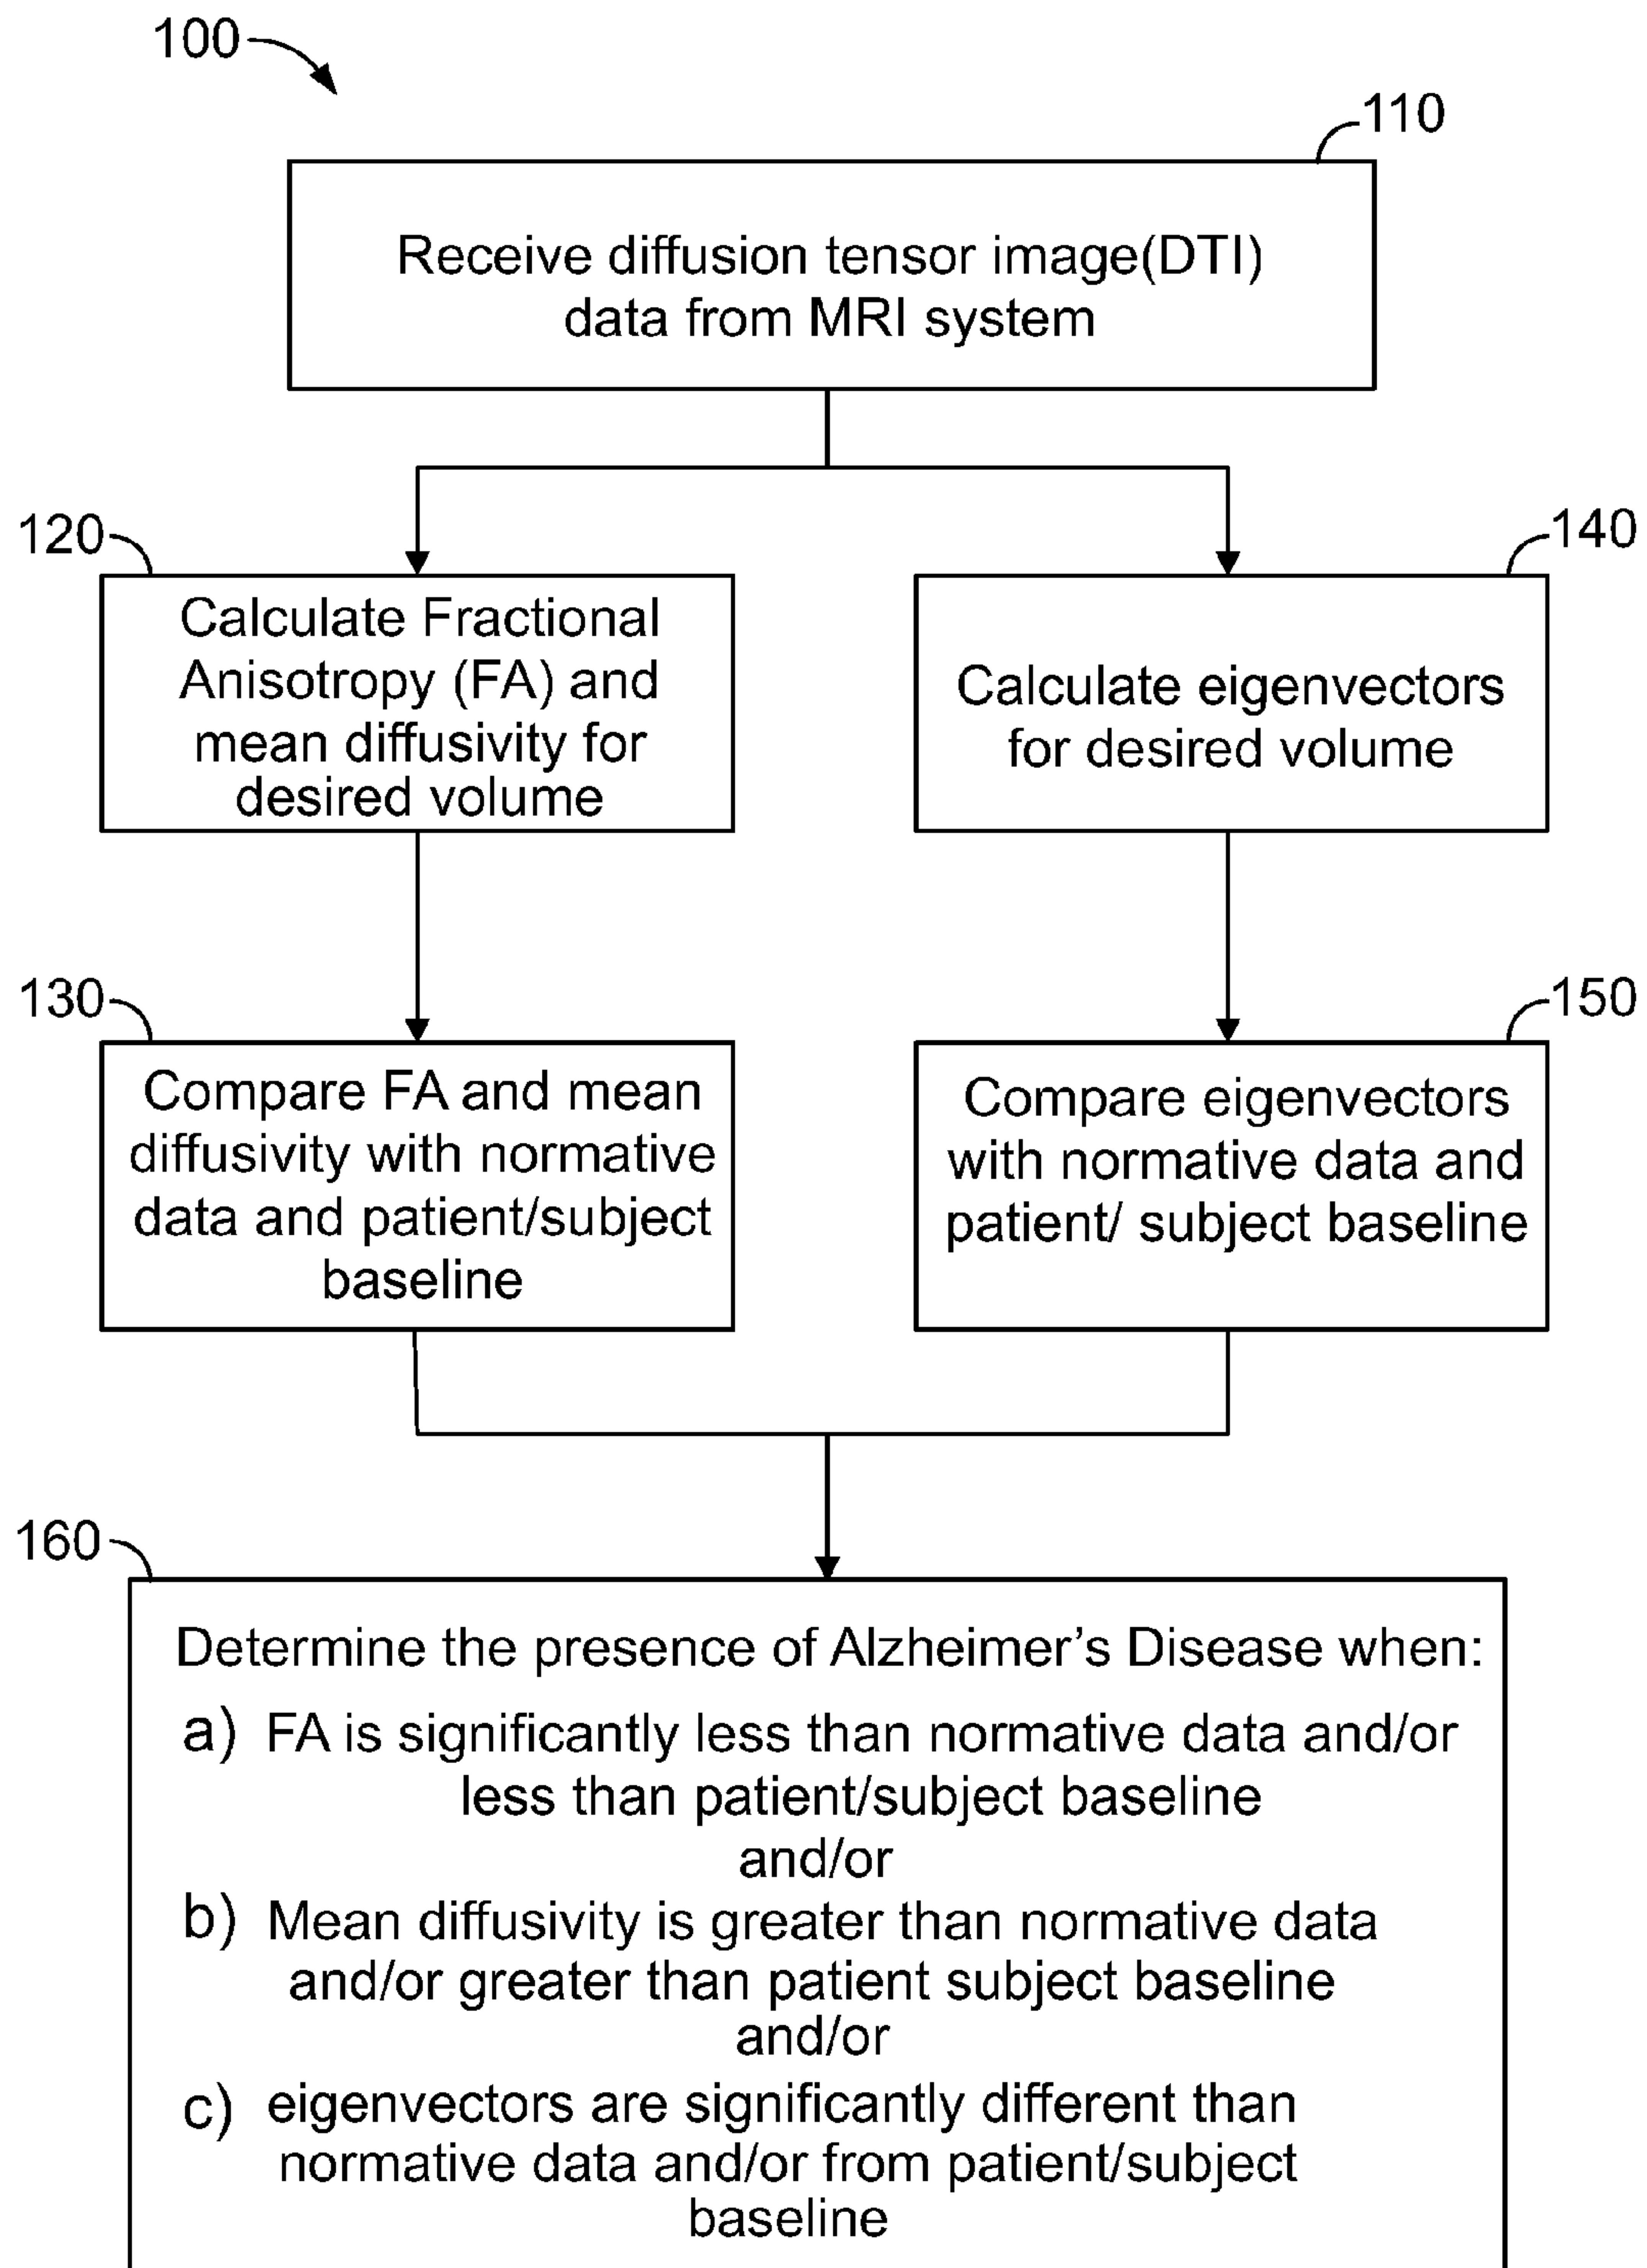 100
110
Receive diffusion tensor image(DTI)
data from MRI system
120
Calculate Fractional
Anisotropy (FA) and
mean diffusivity for
desired volume
140
Calculate eigenvectors
for desired volume
130
Compare FA and mean
diffusivity with normative
data and patient/subject
baseline
150
Compare eigenvectors
with normative data and
patient/ subject baseline
160
Determine the presence of Alzheimer’s Disease when:
a) FA is significantly less than normative data and/or
less than patient/subject baseline
and/or
b) Mean diffusivity is greater than normative data
and/or greater than patient subject baseline
and/or
c) eigenvectors are significantly different than
normative data and/or from patient/subject
baseline